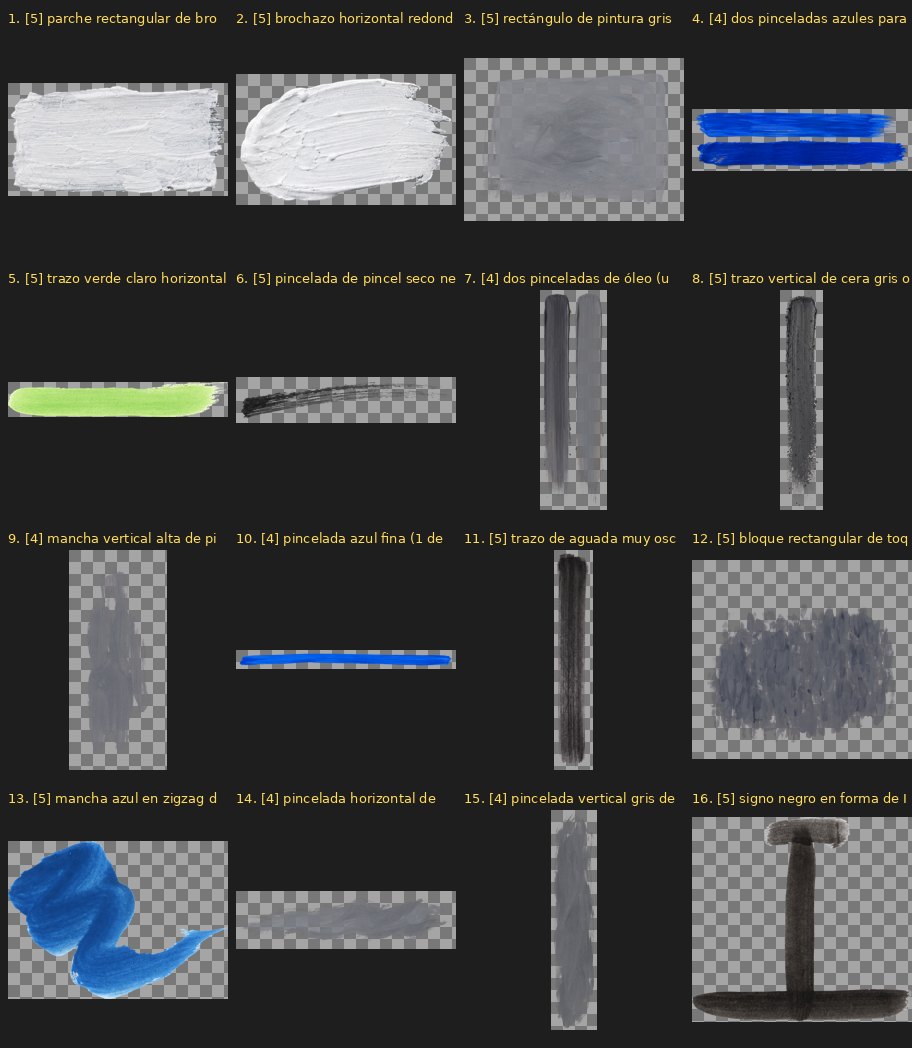 1. [5] parche rectangular de bro
2. [5] brochazo horizontal redond
3. [5] rectángulo de pintura gris
4. [4] dos pinceladas azules para
5. [5] trazo verde claro horizontal
6. [5] pincelada de pincel seco ne
7. [4] dos pinceladas de óleo (u
8. [5] trazo vertical de cera gris o
9. [4] mancha vertical alta de pi
10. [4] pincelada azul fina (1 de
11. [5] trazo de aguada muy osc
12. [5] bloque rectangular de toq
13. [5] mancha azul en zigzag d
14. [4] pincelada horizontal de
15. [4] pincelada vertical gris de
16. [5] signo negro en forma de I